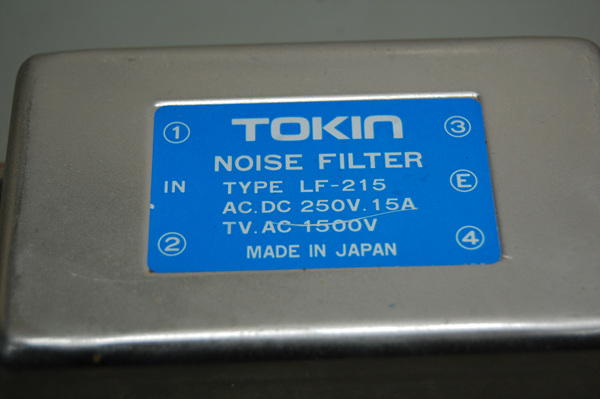 ① TOKIN ③
NOISE FILTER
IN TYPE LF-215 Ⓔ
AC.DC 250V.15A
TV.AC 1500V
② MADE IN JAPAN ④